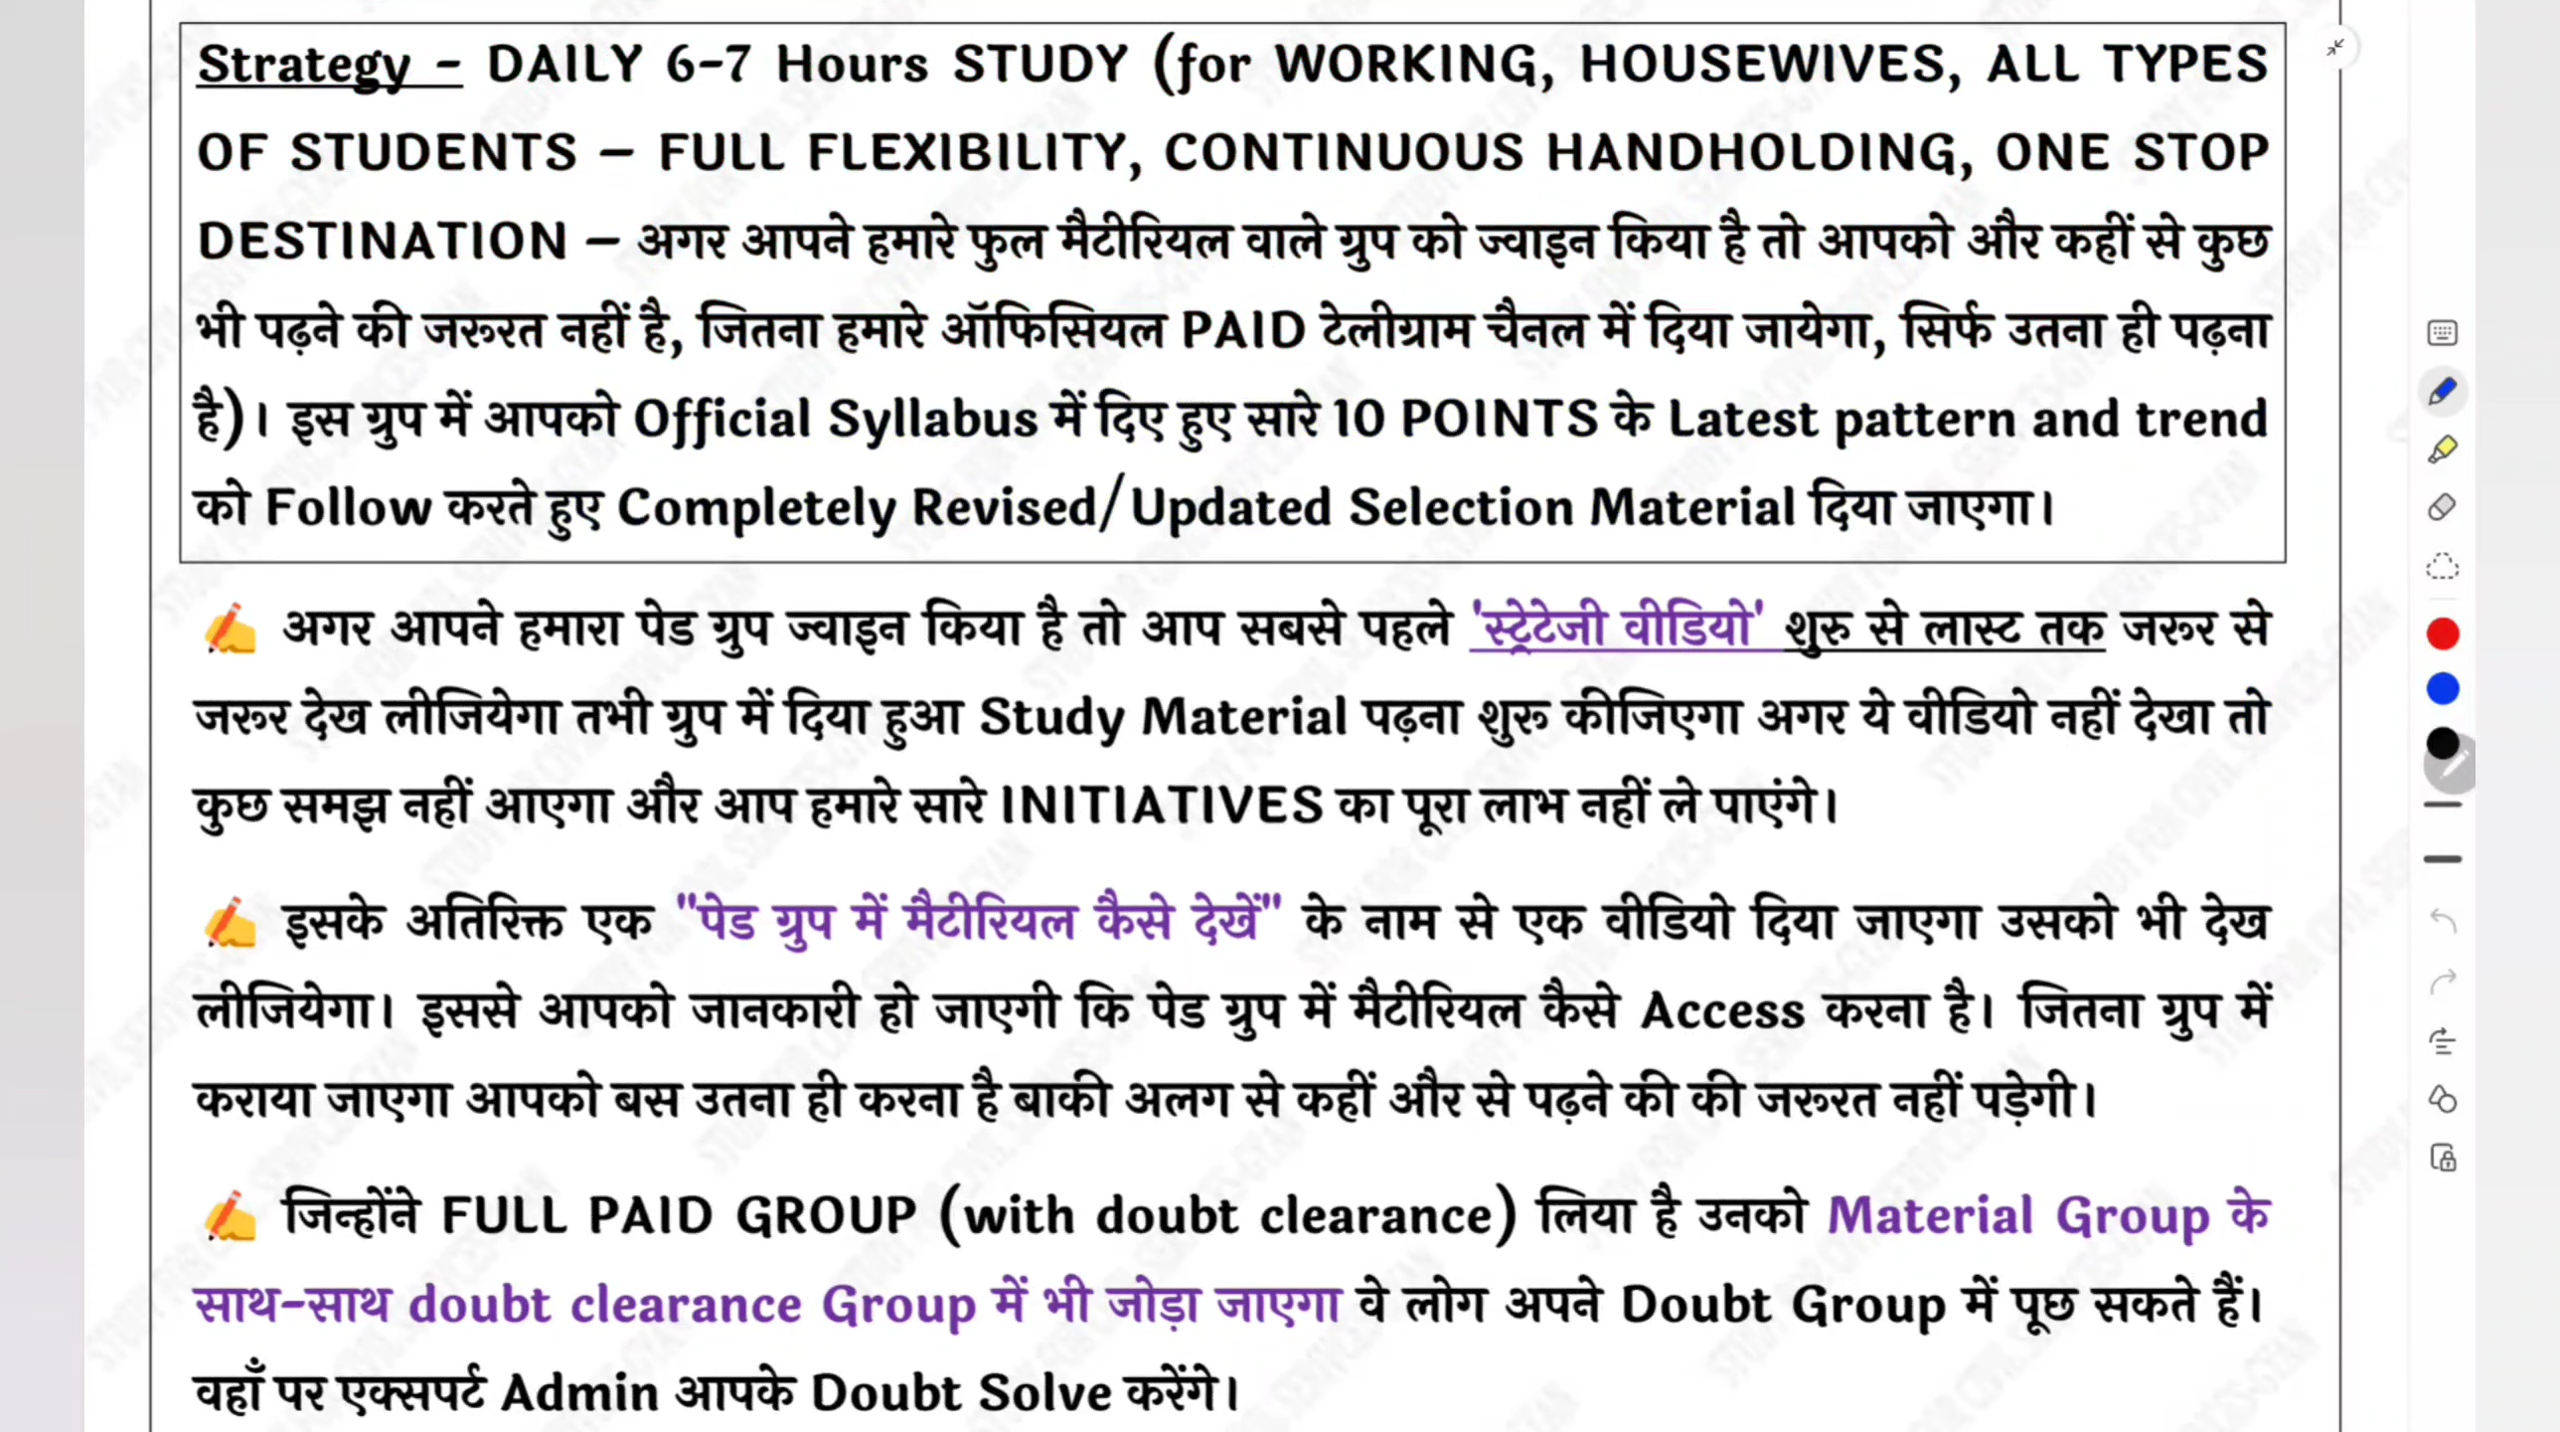 Strategy - DAILY 6-7 Hours STUDY (for WORKING, HOUSEWIVES, ALL TYPES
OF STUDENTS – FULL FLEXIBILITY, CONTINUOUS HANDHOLDING, ONE STOP
DESTINATION – अगर आपने हमारे फुल मैटीरियल वाले ग्रुप को ज्वाइन किया है तो आपको और कहीं से कुछ
भी पढ़ने की जरूरत नहीं है, जितना हमारे ऑफिसियल PAID टेलीग्राम चैनल में दिया जायेगा, सिर्फ उतना ही पढ़ना
है)। इस ग्रुप में आपको Official Syllabus में दिए हुए सारे 10 POINTS के Latest pattern and trend
को Follow करते हुए Completely Revised/Updated Selection Material दिया जाएगा।
✍ अगर आपने हमारा पेड ग्रुप ज्वाइन किया है तो आप सबसे पहले 'स्ट्रेटेजी वीडियो' शुरु से लास्ट तक जरूर से
जरूर देख लीजियेगा तभी ग्रुप में दिया हुआ Study Material पढ़ना शुरू कीजिएगा अगर ये वीडियो नहीं देखा तो
कुछ समझ नहीं आएगा और आप हमारे सारे INITIATIVES का पूरा लाभ नहीं ले पाएंगे।
✍ इसके अतिरिक्त एक "पेड ग्रुप में मैटीरियल कैसे देखें" के नाम से एक वीडियो दिया जाएगा उसको भी देख
लीजियेगा। इससे आपको जानकारी हो जाएगी कि पेड ग्रुप में मैटीरियल कैसे Access करना है। जितना ग्रुप में
कराया जाएगा आपको बस उतना ही करना है बाकी अलग से कहीं और से पढ़ने की की जरूरत नहीं पड़ेगी।
✍ जिन्होंने FULL PAID GROUP (with doubt clearance) लिया है उनको Material Group के
साथ-साथ doubt clearance Group में भी जोड़ा जाएगा वे लोग अपने Doubt Group में पूछ सकते हैं।
वहाँ पर एक्सपर्ट Admin आपके Doubt Solve करेंगे।